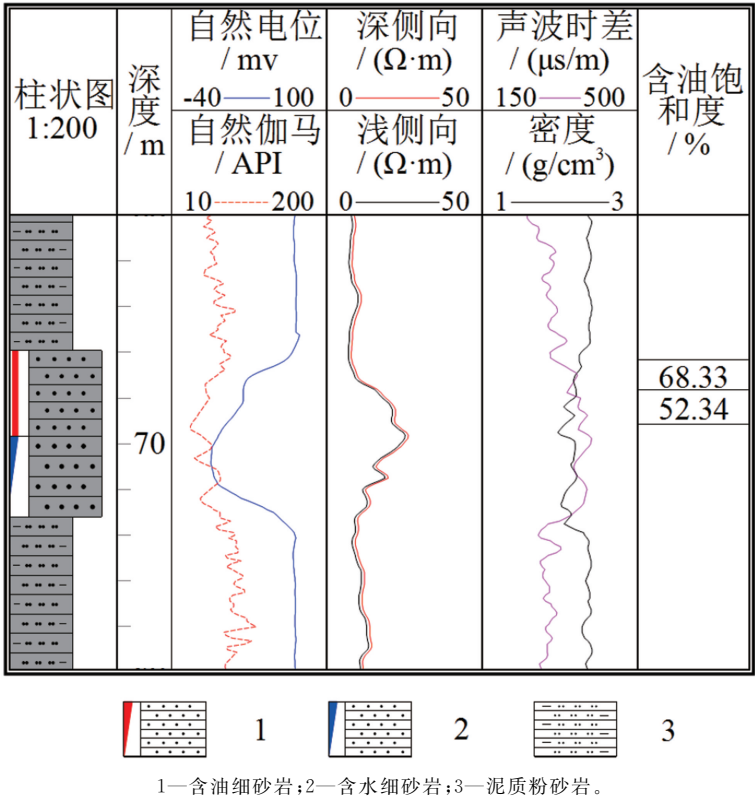 柱状图
1:200
深度
/ m
自然电位
/ mv
-40 100
自然伽马
/ API
10 200
深侧向
/ (Ω·m)
0 50
浅侧向
/ (Ω·m)
0 50
声波时差
/ (μs/m)
150 500
密度
/ (g/cm³)
1 3
含油饱
和度
/ %
68.33
52.34
70
1
2
3
1—含油细砂岩;2—含水细砂岩;3—泥质粉砂岩。